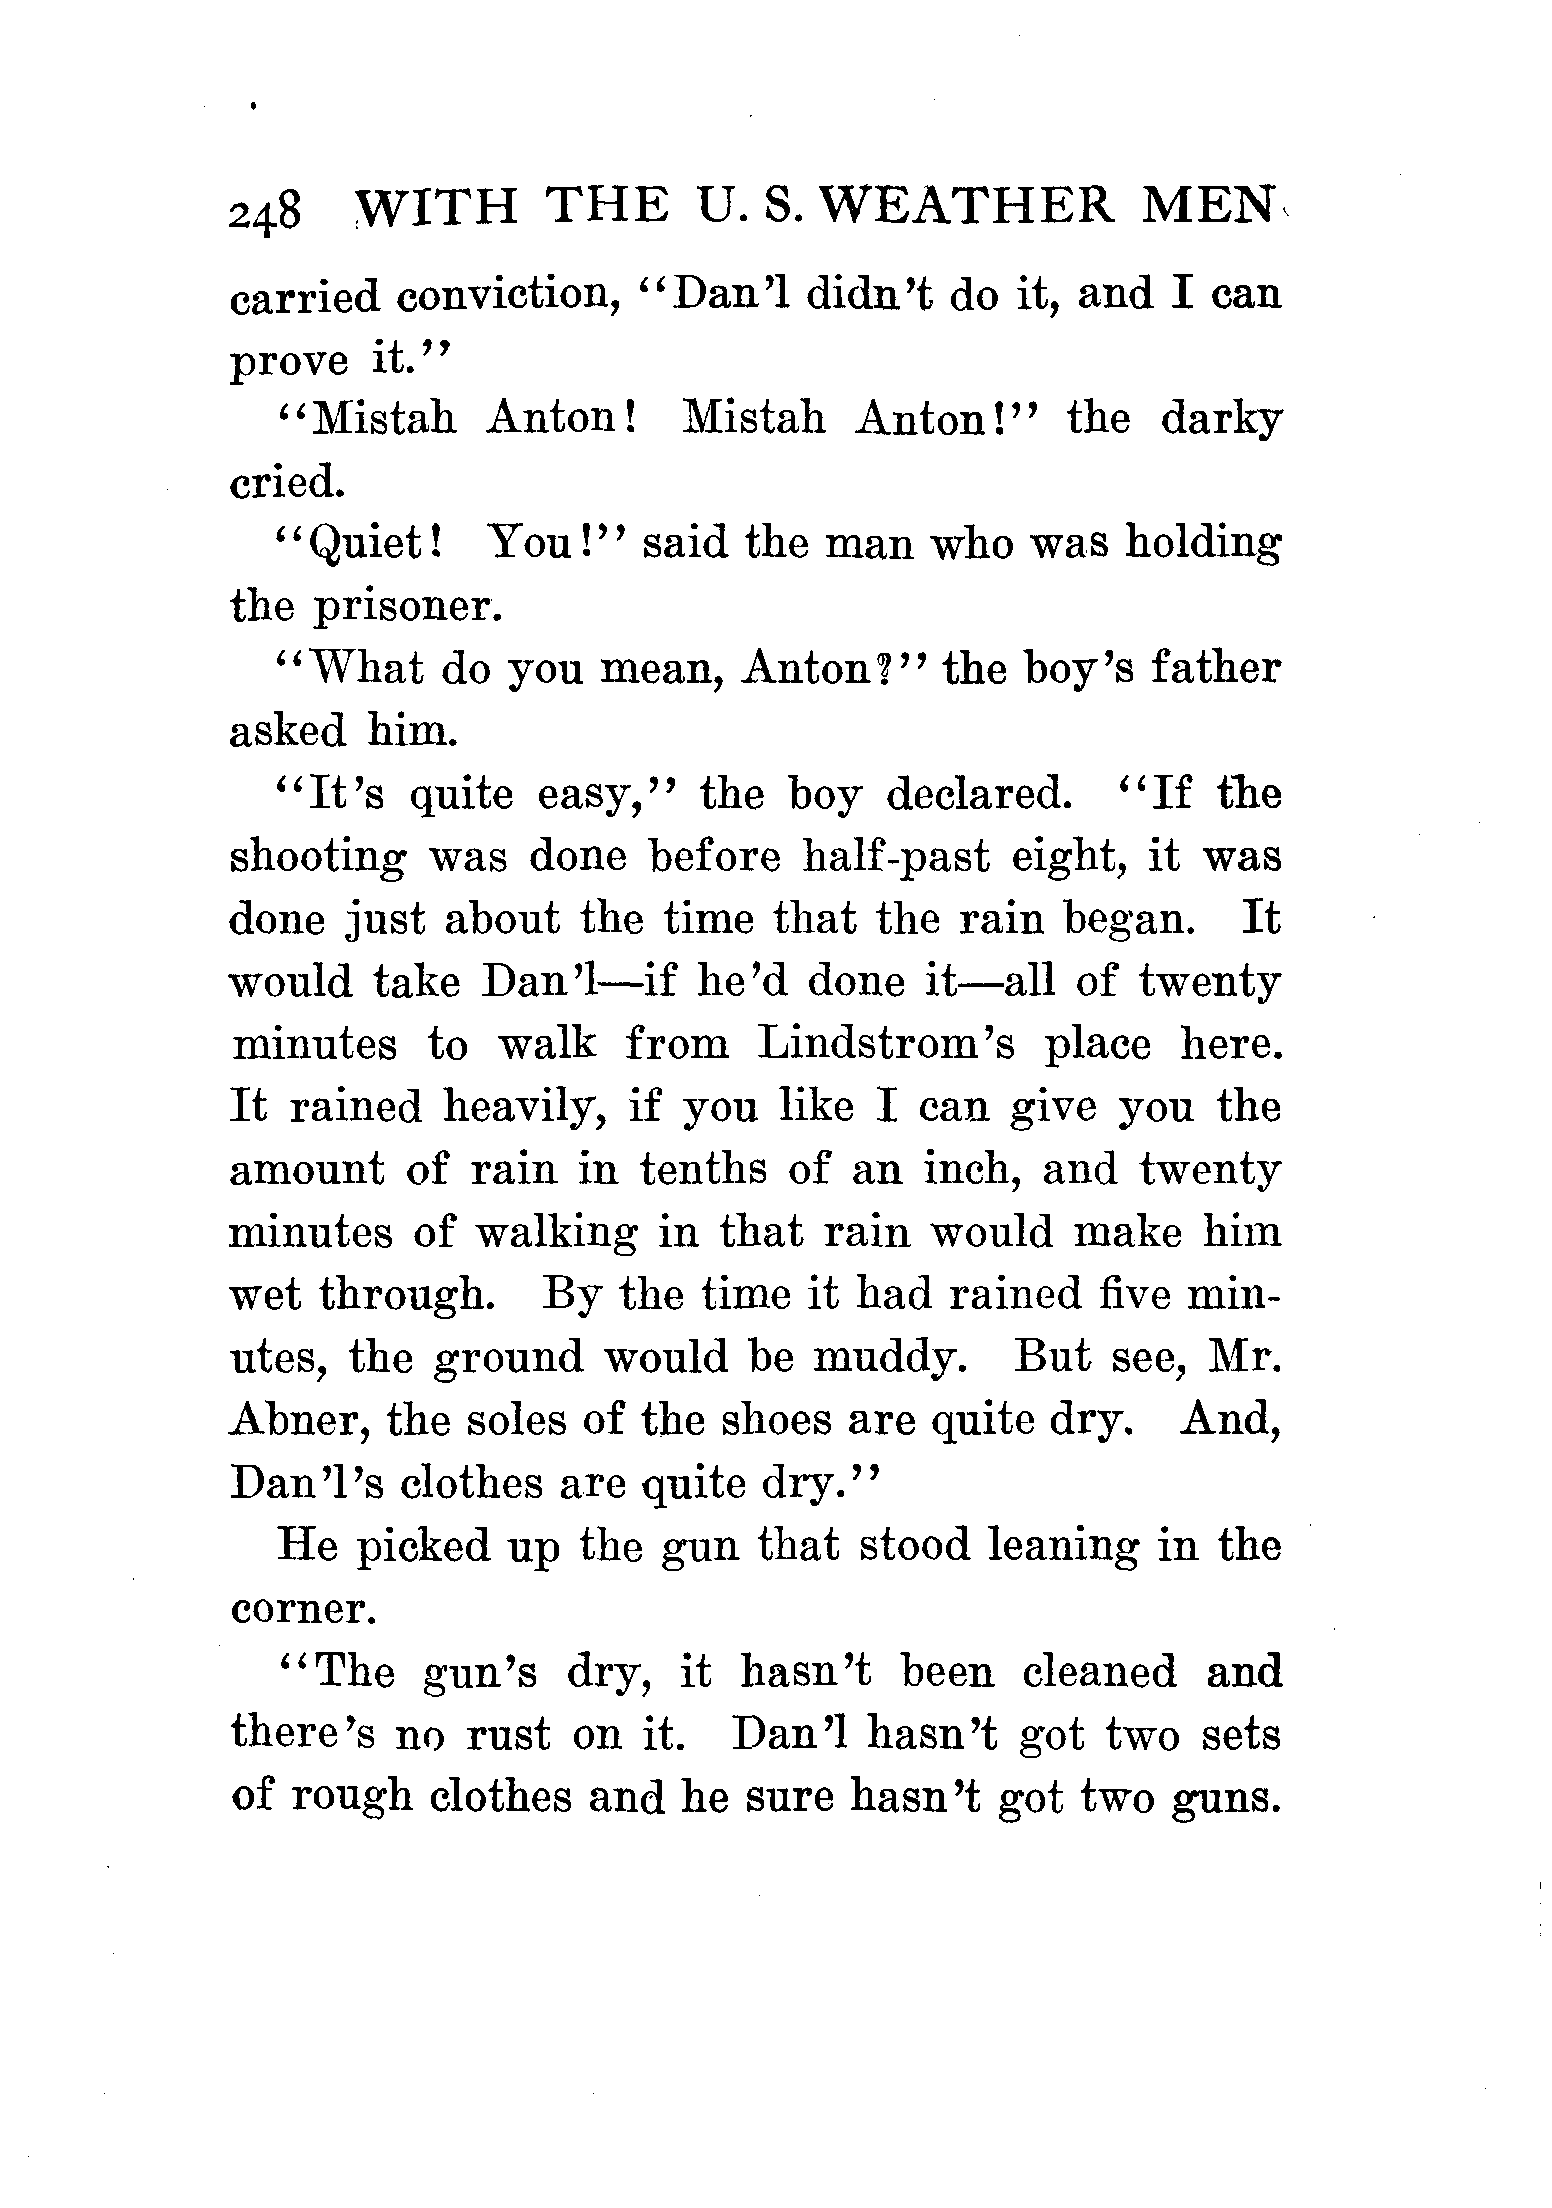 248 WITH THE U. S. WEATHER MEN
carried conviction, "Dan'l didn't do it, and I can
prove it."
"Mistah Anton! Mistah Anton!" the darky
cried.
"Quiet! You!" said the man who was holding
the prisoner.
"What do you mean, Anton?" the boy's father
asked him.
"It's quite easy," the boy declared. "If the
shooting was done before half-past eight, it was
done just about the time that the rain began. It
would take Dan'l—if he'd done it—all of twenty
minutes to walk from Lindstrom's place here.
It rained heavily, if you like I can give you the
amount of rain in tenths of an inch, and twenty
minutes of walking in that rain would make him
wet through. By the time it had rained five min-
utes, the ground would be muddy. But see, Mr.
Abner, the soles of the shoes are quite dry. And,
Dan'l's clothes are quite dry."
He picked up the gun that stood leaning in the
corner.
"The gun's dry, it hasn't been cleaned and
there's no rust on it. Dan'l hasn't got two sets
of rough clothes and he sure hasn't got two guns.